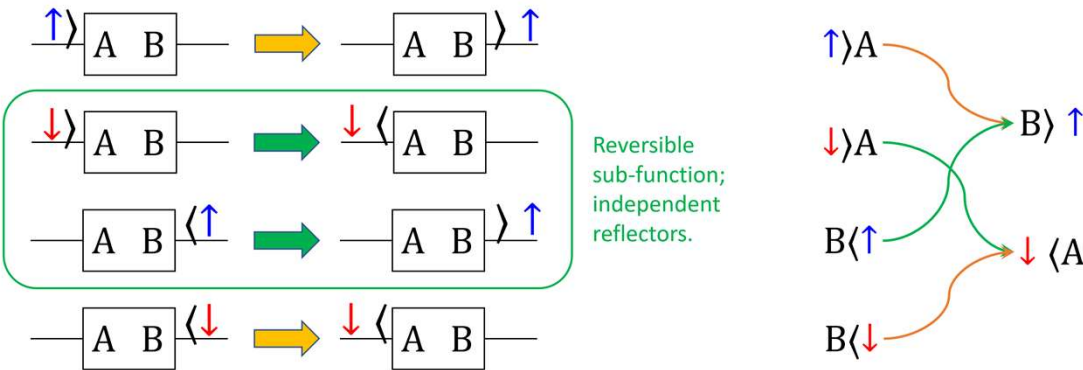 ↑⟩ A B A B ⟩ ↑
↓⟩ A B ↓ ⟨ A B
A B ⟨↑ A B ⟩ ↑
A B ⟨↓ ↓ ⟨ A B
Reversible
sub-function;
independent
reflectors.
↑⟩A
B⟩ ↑
↓⟩A
B⟨↑
↓ ⟨A
B⟨↓